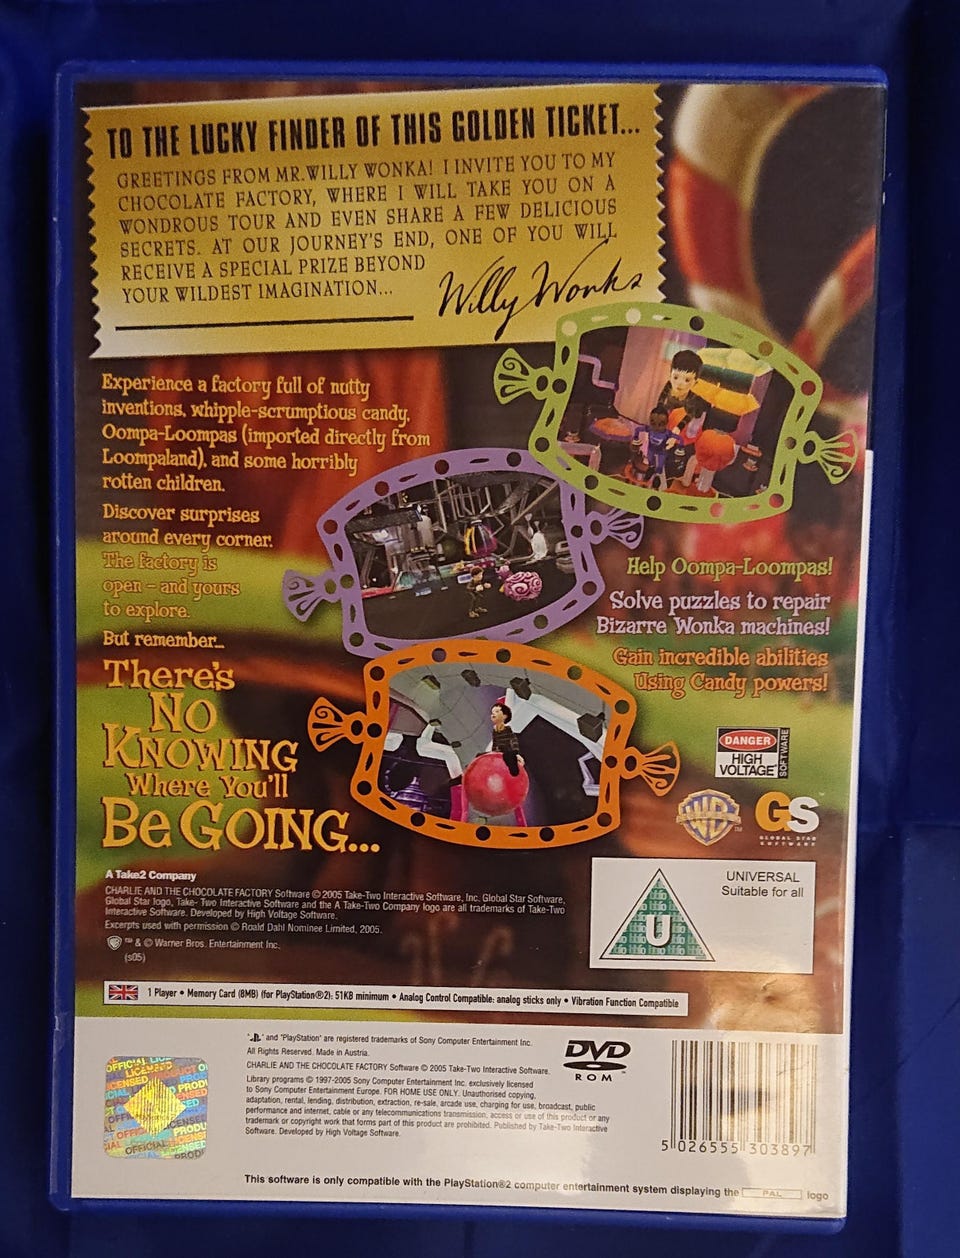 TO THE LUCKY FINDER OF THIS GOLDEN TICKET...
GREETINGS FROM MR.WILLY WONKA! I INVITE YOU TO MY
CHOCOLATE FACTORY, WHERE I WILL TAKE YOU ON A
WONDROUS TOUR AND EVEN SHARE A FEW DELICIOUS
SECRETS. AT OUR JOURNEY'S END, ONE OF YOU WILL
RECEIVE A SPECIAL PRIZE BEYOND
YOUR WILDEST IMAGINATION...
Willy Wonka
Experience a factory full of nutty
inventions, whipple-scrumptious candy,
Oompa-Loompas (imported directly from
Loompaland), and some horribly
rotten children.
Discover surprises
around every corner.
The factory is
open – and yours
to explore.
But remember...
There's
No
Knowing
Where You'll
Be Going...
Help Oompa-Loompas!
Solve puzzles to repair
Bizarre Wonka machines!
Gain incredible abilities
Using Candy powers!
DANGER
HIGH
VOLTAGE
SOFTWARE
WB
TM
GS
GLOBAL STAR
SOFTWARE
A Take2 Company
CHARLIE AND THE CHOCOLATE FACTORY Software © 2005 Take-Two Interactive Software, Inc. Global Star Software,
Global Star logo, Take- Two Interactive Software and the A Take-Two Company logo are all trademarks of Take-Two
Interactive Software. Developed by High Voltage Software.
Excerpts used with permission © Roald Dahl Nominee Limited, 2005.
™ & © Warner Bros. Entertainment Inc.
(s05)
UNIVERSAL
Suitable for all
U
1 Player • Memory Card (8MB) (for PlayStation®2): 51KB minimum • Analog Control Compatible: analog sticks only • Vibration Function Compatible
" and "PlayStation" are registered trademarks of Sony Computer Entertainment Inc.
All Rights Reserved. Made in Austria.
CHARLIE AND THE CHOCOLATE FACTORY Software © 2005 Take-Two Interactive Software.
Library programs © 1997-2005 Sony Computer Entertainment Inc. exclusively licensed
to Sony Computer Entertainment Europe. FOR HOME USE ONLY. Unauthorised copying,
adaptation, rental, lending, distribution, extraction, re-sale, arcade use, charging for use, broadcast, public
performance and internet, cable or any telecommunications transmission, access or use of this product or any
trademark or copyright work that forms part of this product are prohibited. Published by Take-Two Interactive
Software. Developed by High Voltage Software.
DVD
ROM
5 026555 303897
This software is only compatible with the PlayStation®2 computer entertainment system displaying the PAL logo